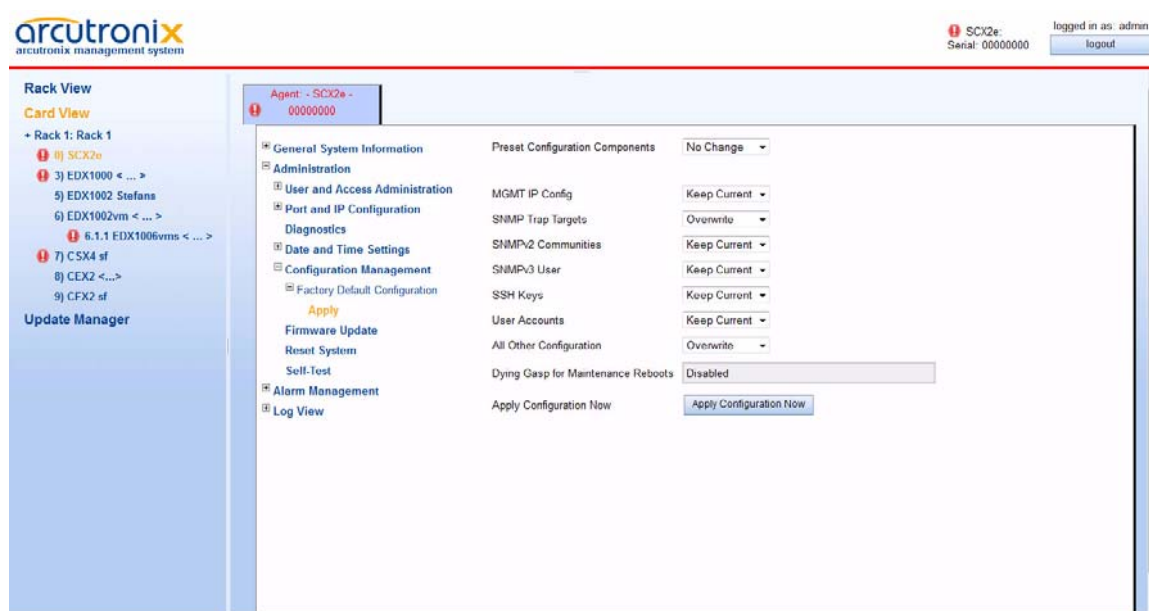 arcutronix
arcutronix management system
SCX2e:
Serial: 00000000
logged in as: admin
logout
Rack View
Card View
+ Rack 1: Rack 1
0) SCX2e
3) EDX1000 < ... >
5) EDX1002 Stefans
6) EDX1002vm < ... >
6.1.1 EDX1006vms < ... >
7) CSX4 sf
8) CEX2 <...>
9) CFX2 sf
Update Manager
Agent: - SCX2e -
00000000
General System Information
Administration
User and Access Administration
Port and IP Configuration
Diagnostics
Date and Time Settings
Configuration Management
Factory Default Configuration
Apply
Firmware Update
Reset System
Self-Test
Alarm Management
Log View
Preset Configuration Components No Change
MGMT IP Config Keep Current
SNMP Trap Targets Overwrite
SNMPv2 Communities Keep Current
SNMPv3 User Keep Current
SSH Keys Keep Current
User Accounts Keep Current
All Other Configuration Overwrite
Dying Gasp for Maintenance Reboots Disabled
Apply Configuration Now Apply Configuration Now